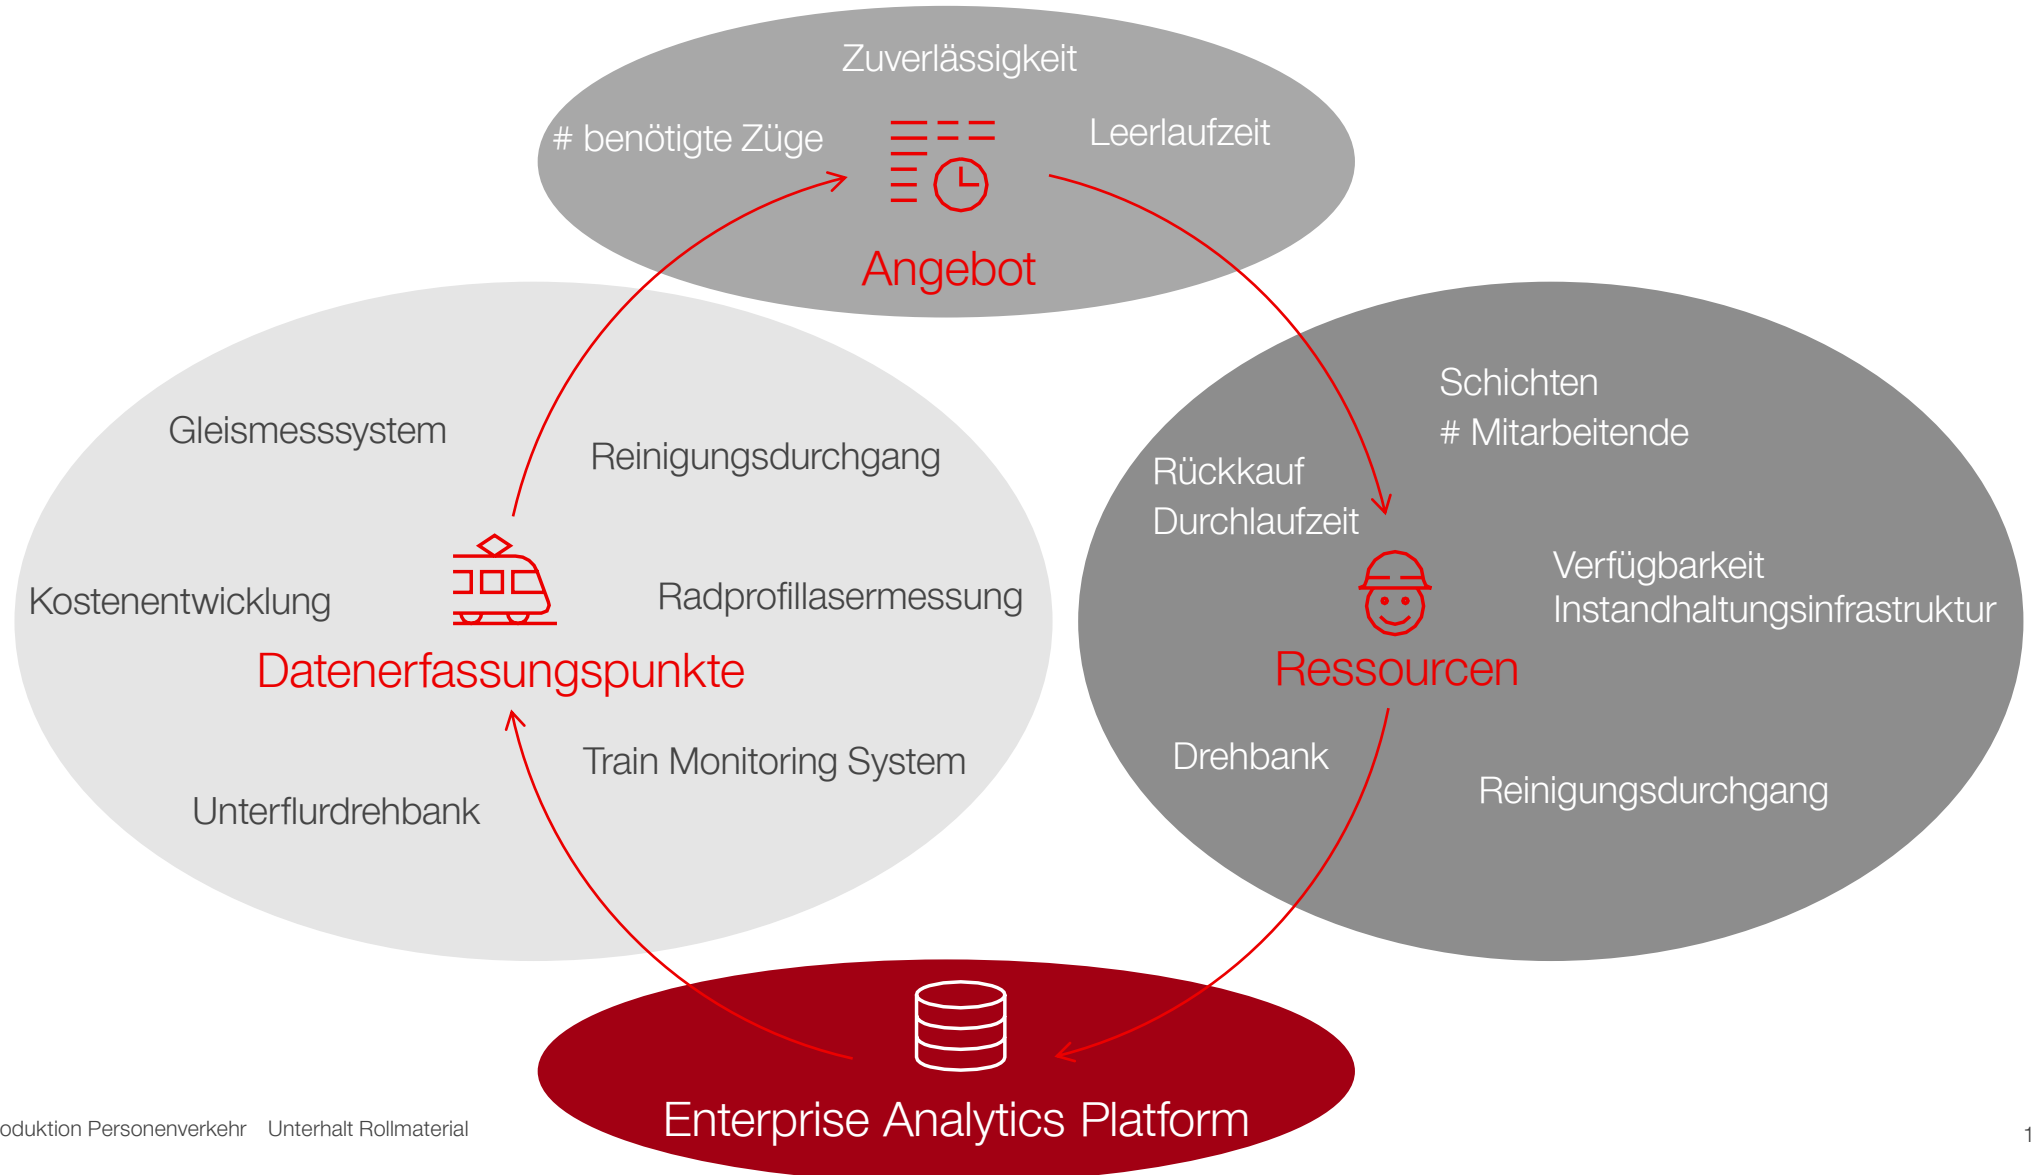 Zuverlässigkeit
# benötigte Züge
Leerlaufzeit
Angebot
Gleismesssystem
Reinigungsdurchgang
Kostenentwicklung
Radprofillasermessung
Datenerfassungspunkte
Train Monitoring System
Unterflurdrehbank
Schichten
# Mitarbeitende
Rückkauf
Durchlaufzeit
Verfügbarkeit
Instandhaltungsinfrastruktur
Ressourcen
Drehbank
Reinigungsdurchgang
Enterprise Analytics Platform
oduktion Personenverkehr Unterhalt Rollmaterial
1